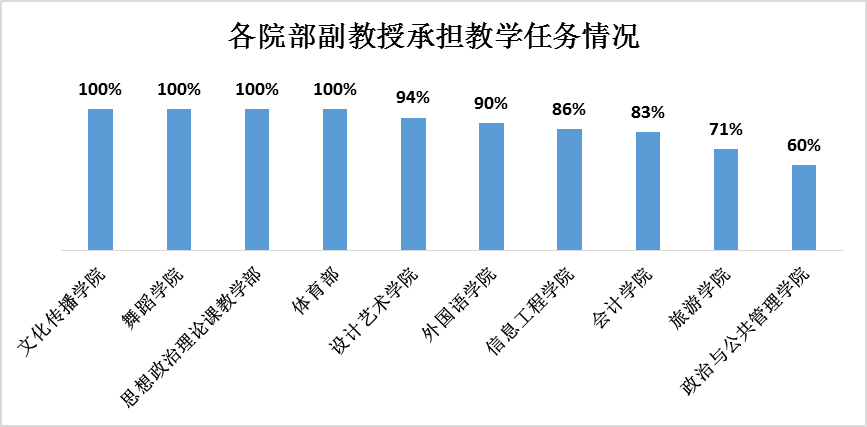 各院部副教授承担教学任务情况
100%
100%
100%
100%
94%
90%
86%
83%
71%
60%
文化传播学院
舞蹈学院
思想政治理论课教学部
体育部
设计艺术学院
外国语学院
信息工程学院
会计学院
旅游学院
政治与公共管理学院